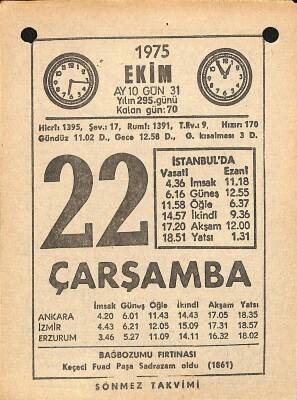 1975
EKİM
AY 10 GÜN 31
Yılın 295.günü
Kalan gün: 70
Hicrî: 1395, Şev.: 17, Rumî: 1391, T.Ev.: 9, Hızır: 170
Gündüz 11.02 D., Gece 12.58 D., G. kısalması 3 D.
22
İSTANBUL'DA
Vasatî Ezanî
4.36 İmsak 11.18
6.16 Güneş 12.55
11.58 Öğle 6.37
14.57 İkindi 9.36
17.20 Akşam 12.00
18.51 Yatsı 1.31
ÇARŞAMBA
İmsak Güneş Öğle İkindi Akşam Yatsı
ANKARA 4.20 6.01 11.43 14.43 17.05 18.35
İZMİR 4.43 6.21 12.05 15.09 17.31 18.57
ERZURUM 3.46 5.27 11.09 14.11 16.32 18.02
BAĞBOZUMU FIRTINASI
Keçeci Fuad Paşa Sadrazam oldu (1861)
SÖNMEZ TAKVİMİ